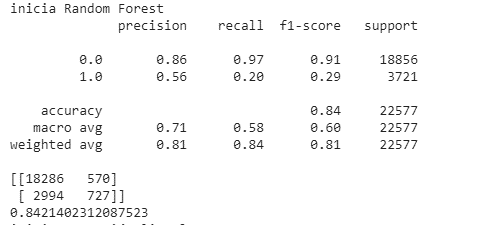 inicia Random Forest
precision recall f1-score support
0.0 0.86 0.97 0.91 18856
1.0 0.56 0.20 0.29 3721
accuracy 0.84 22577
macro avg 0.71 0.58 0.60 22577
weighted avg 0.81 0.84 0.81 22577
[[18286 570]
[ 2994 727]]
0.8421402312087523